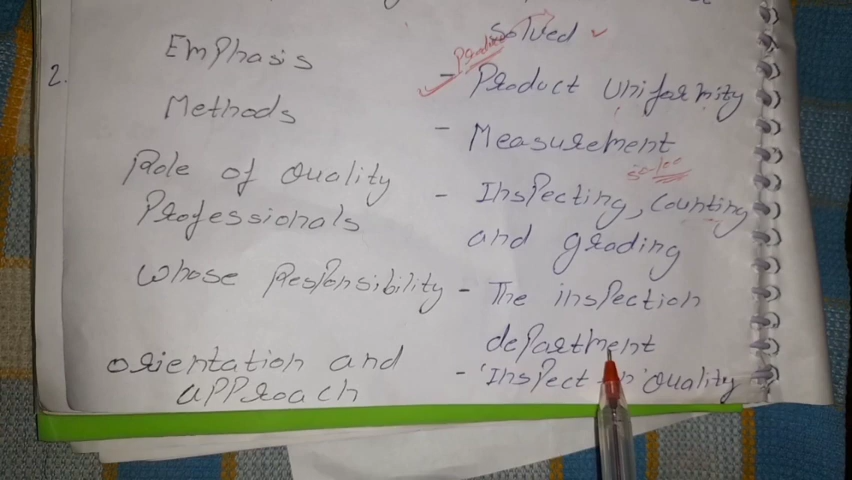 Solved
2. Emphasis - Product Uniformity
Methods - Measurement
Role of Quality Professionals - Inspecting, Counting and grading
Whose Responsibility - The inspection department
Orientation and approach - 'Inspect in' Quality